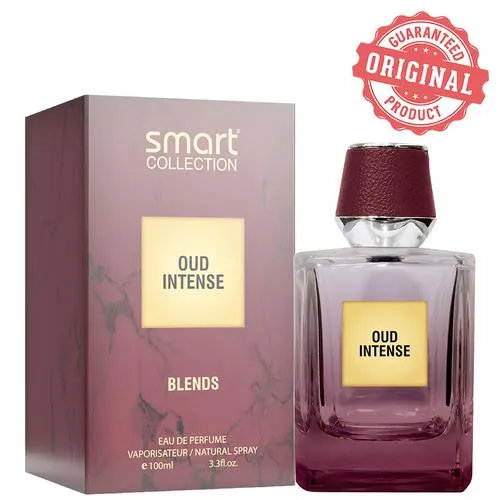 GUARANTEED
ORIGINAL
PRODUCT
smart®
COLLECTION
OUD
INTENSE
BLENDS
EAU DE PERFUME
VAPORISATEUR / NATURAL SPRAY
e 100ml 3.3fl.oz.
OUD
INTENSE